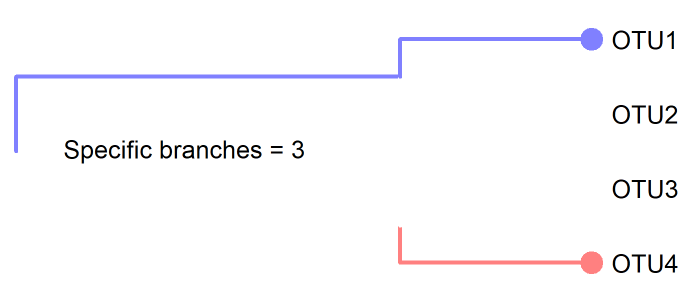 OTU1
OTU2
Specific branches = 3
OTU3
OTU4